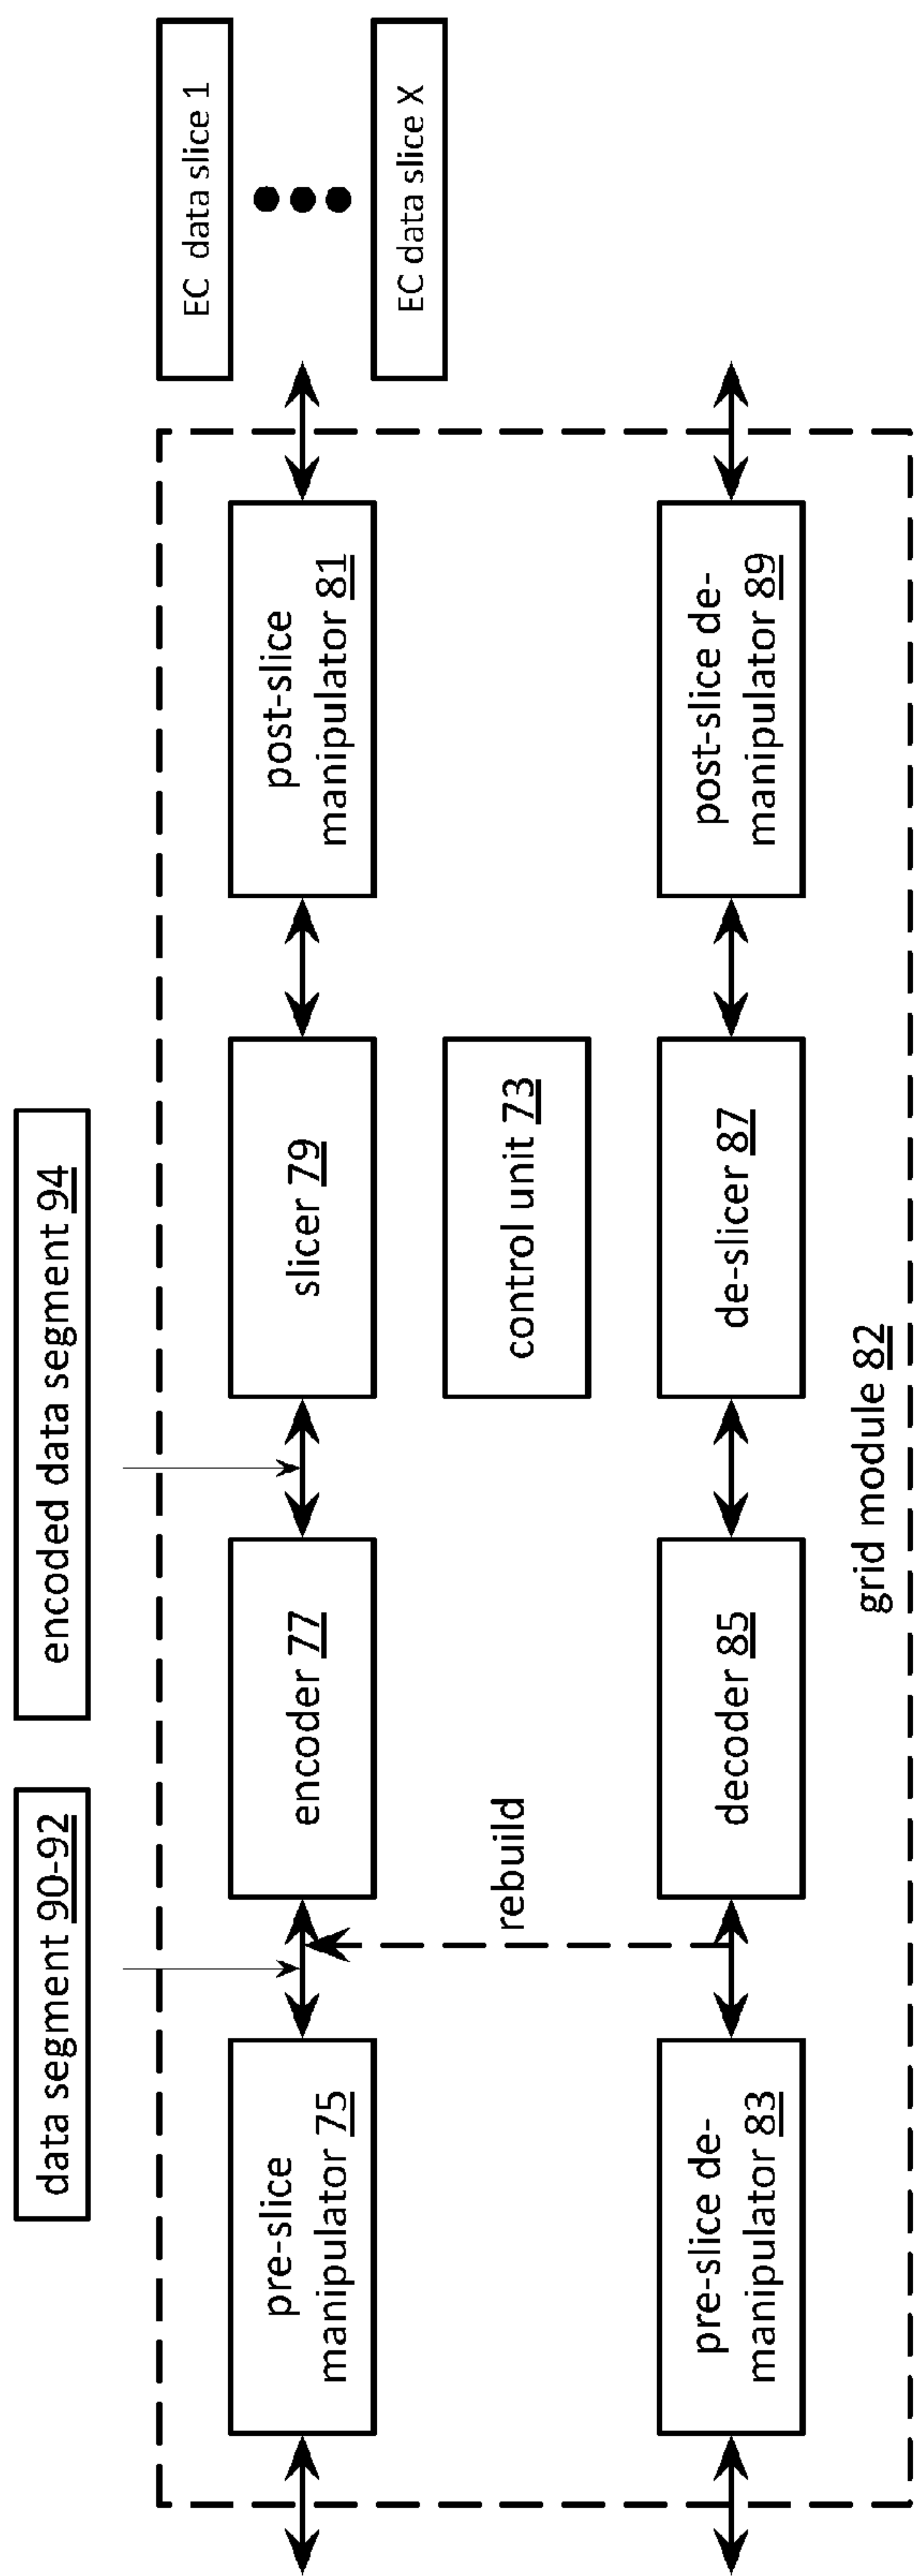 data segment 90-92
encoded data segment 94
EC data slice 1
EC data slice X
pre-slice
manipulator 75
encoder 77
slicer 79
post-slice
manipulator 81
rebuild
control unit 73
pre-slice de-
manipulator 83
decoder 85
de-slicer 87
post-slice de-
manipulator 89
grid module 82